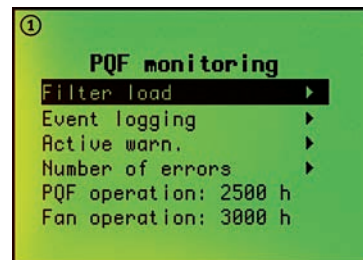 ①
PQF monitoring
Filter load ▶
Event logging ▶
Active warn. ▶
Number of errors ▶
PQF operation: 2500 h
Fan operation: 3000 h